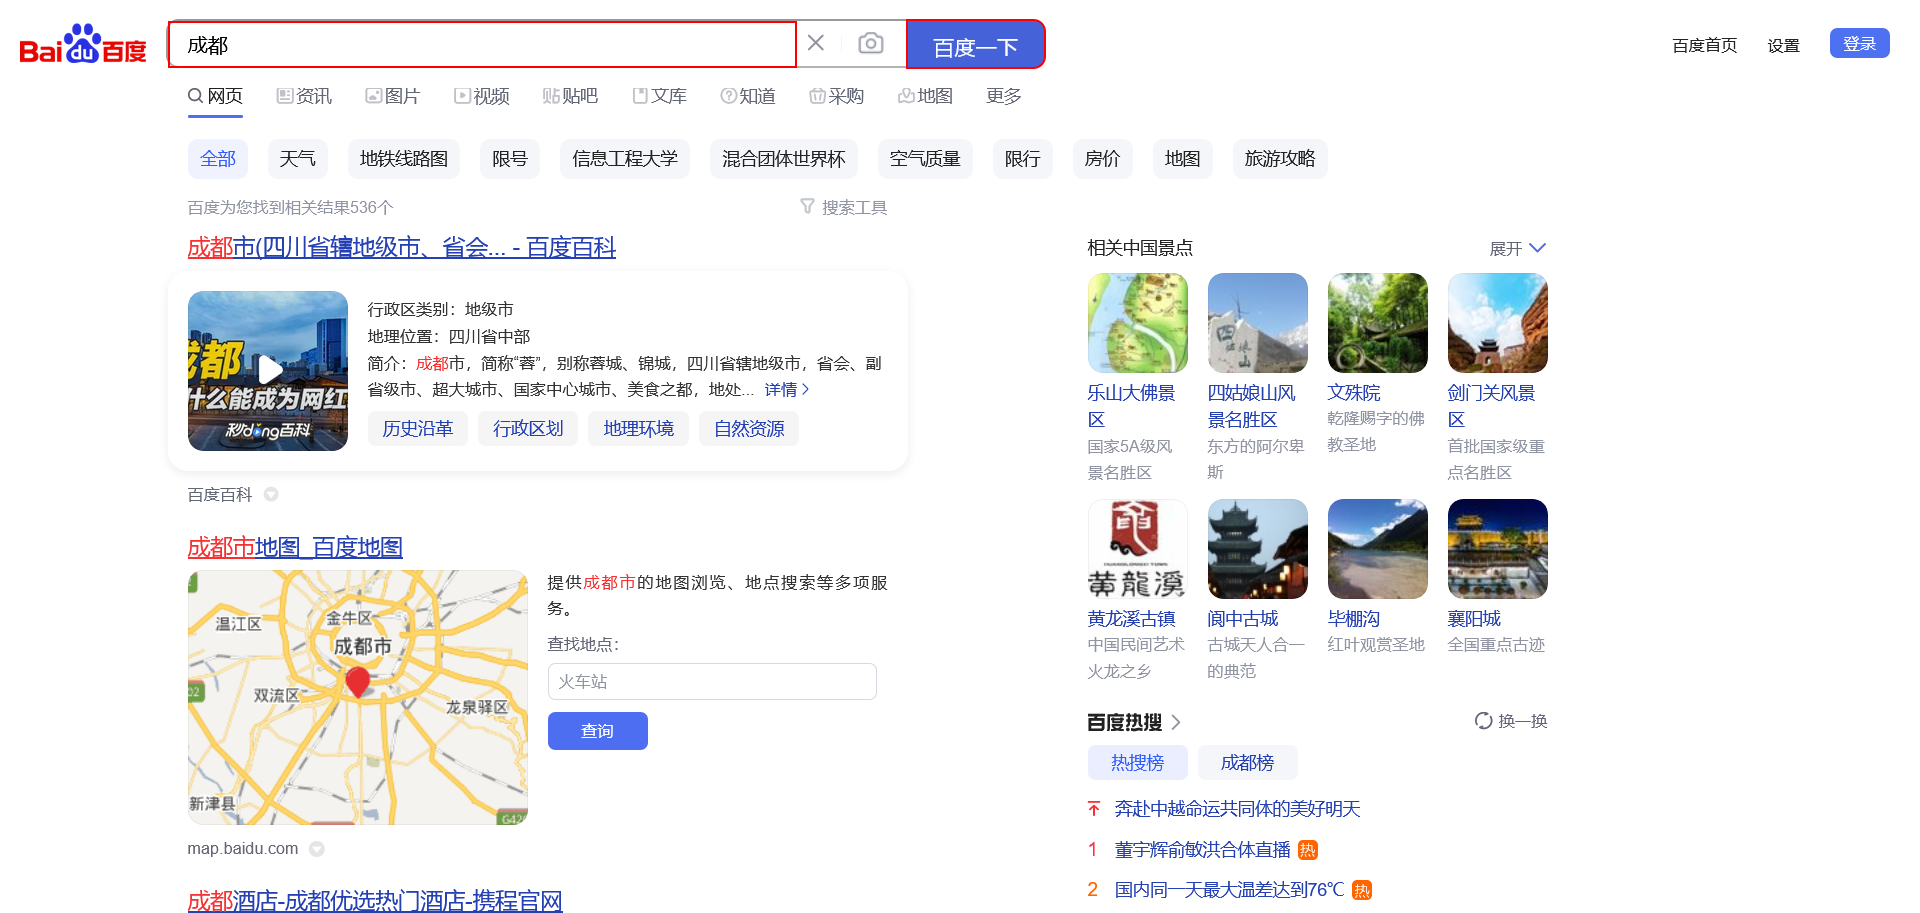 Bai du 百度
成都
百度一下
百度首页 设置 登录
网页 资讯 图片 视频 贴吧 文库 知道 采购 地图 更多
全部 天气 地铁线路图 限号 信息工程大学 混合团体世界杯 空气质量 限行 房价 地图 旅游攻略
百度为您找到相关结果536个 搜索工具
成都市(四川省辖地级市、省会... - 百度百科
成都
什么能成为网红
秒dong百科
行政区类别：地级市
地理位置：四川省中部
简介：成都市，简称“蓉”，别称蓉城、锦城，四川省辖地级市，省会、副
省级市、超大城市、国家中心城市、美食之都，地处... 详情
历史沿革 行政区划 地理环境 自然资源
百度百科
成都市地图_百度地图
温江区
金牛区
成都市
双流区
龙泉驿区
新津县
02
G420
提供成都市的地图浏览、地点搜索等多项服
务。
查找地点：
火车站
查询
map.baidu.com
成都酒店-成都优选热门酒店-携程官网
相关中国景点 展开
四姑娘山
乐山大佛景
区
国家5A级风
景名胜区
四姑娘山风
景名胜区
东方的阿尔卑
斯
文殊院
乾隆赐字的佛
教圣地
剑门关风景
区
首批国家级重
点名胜区
黄龍溪
黄龙溪古镇
中国民间艺术
火龙之乡
阆中古城
古城天人合一
的典范
毕棚沟
红叶观赏圣地
襄阳城
全国重点古迹
百度热搜 换一换
热搜榜 成都榜
奔赴中越命运共同体的美好明天
1 董宇辉俞敏洪合体直播 热
2 国内同一天最大温差达到76℃ 热